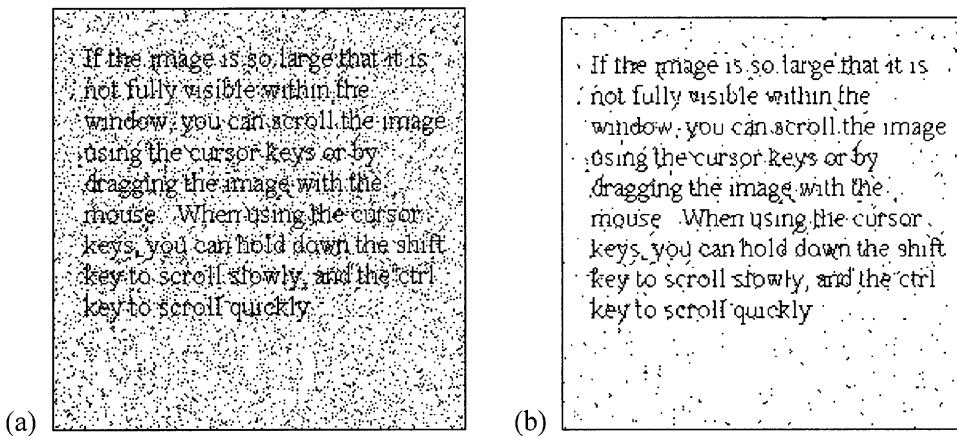 If the image is so large that it is
not fully visible within the
window, you can scroll the image
using the cursor keys or by
dragging the image with the
mouse. When using the cursor
keys, you can hold down the shift
key to scroll slowly, and the ctrl
key to scroll quickly
(a)
If the image is so large that it is
not fully visible within the
window, you can scroll the image
using the cursor keys or by
dragging the image with the
mouse When using the cursor
keys, you can hold down the shift
key to scroll slowly, and the ctrl
key to scroll quickly
(b)